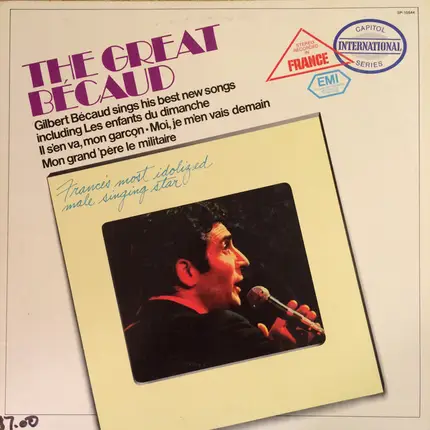 SP-10544
THE GREAT
BÉCAUD
Gilbert Bécaud sings his best new songs
including Les enfants du dimanche
Il s'en va, mon garçon · Moi, je m'en vais demain
Mon grand 'père le militaire
STEREO
RECORDED
IN
FRANCE
EMI
CAPITOL
INTERNATIONAL
SERIES
France's most idolized
male singing star
37.00